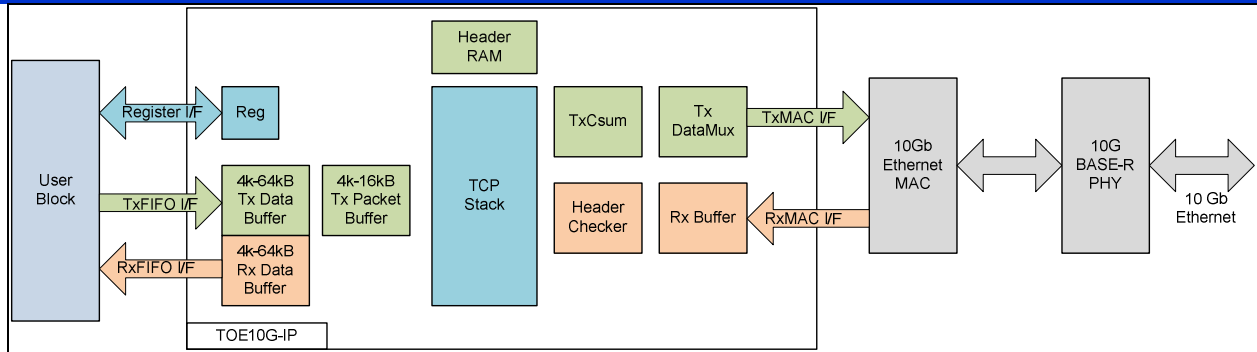 Header
RAM
Register I/F
Reg
TxCsum
Tx
DataMux
TxMAC I/F
User
Block
TxFIFO I/F
4k-64kB
Tx Data
Buffer
4k-16kB
Tx Packet
Buffer
TCP
Stack
10Gb
Ethernet
MAC
10G
BASE-R
PHY
10 Gb
Ethernet
Header
Checker
Rx Buffer
RxMAC I/F
RxFIFO I/F
4k-64kB
Rx Data
Buffer
TOE10G-IP